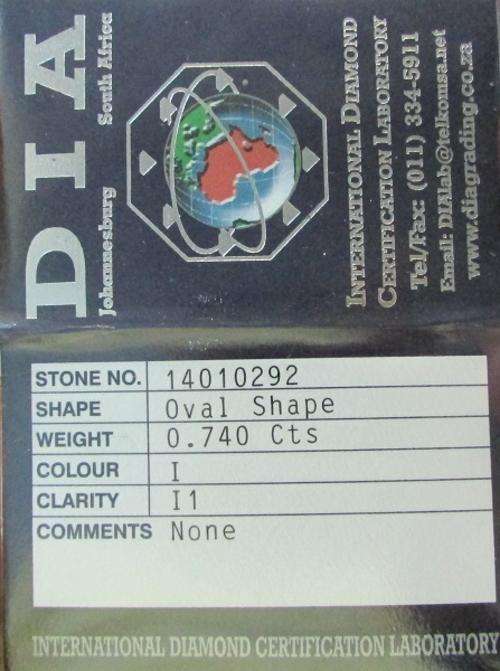 DIA
Johannesburg South Africa
INTERNATIONAL DIAMOND
CERTIFICATION LABORATORY
Tel/Fax: (011) 334-5911
Email: DIAlab@telkomsa.net
www.diagrading.co.za
STONE NO. 14010292
SHAPE Oval Shape
WEIGHT 0.740 Cts
COLOUR I
CLARITY I1
COMMENTS None
INTERNATIONAL DIAMOND CERTIFICATION LABORATORY